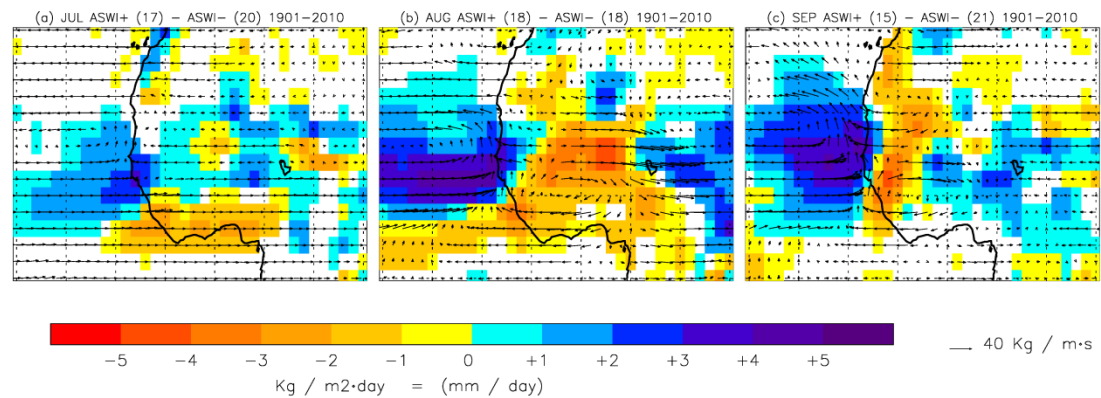 (a) JUL ASWI+ (17) - ASWI- (20) 1901-2010
(b) AUG ASWI+ (18) - ASWI- (18) 1901-2010
(c) SEP ASWI+ (15) - ASWI- (21) 1901-2010
-5 -4 -3 -2 -1 0 +1 +2 +3 +4 +5
40 Kg / m•s
Kg / m2•day = (mm / day)